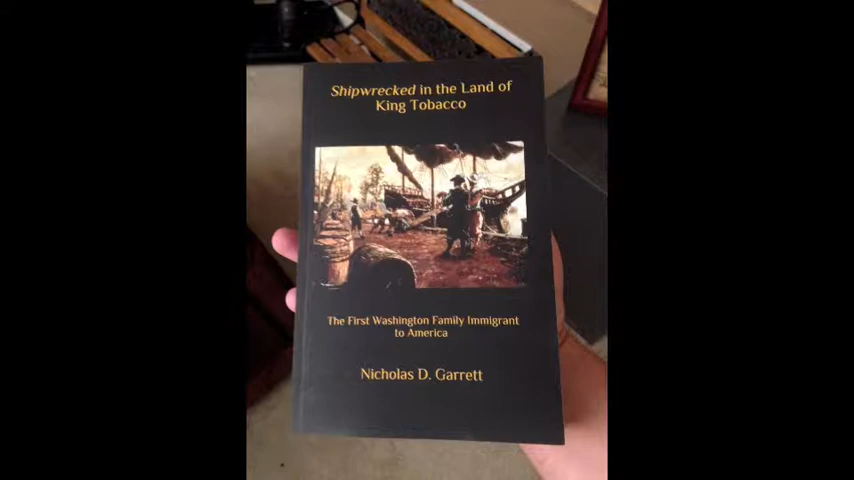 Shipwrecked in the Land of
King Tobacco
The First Washington Family Immigrant
to America
Nicholas D. Garrett